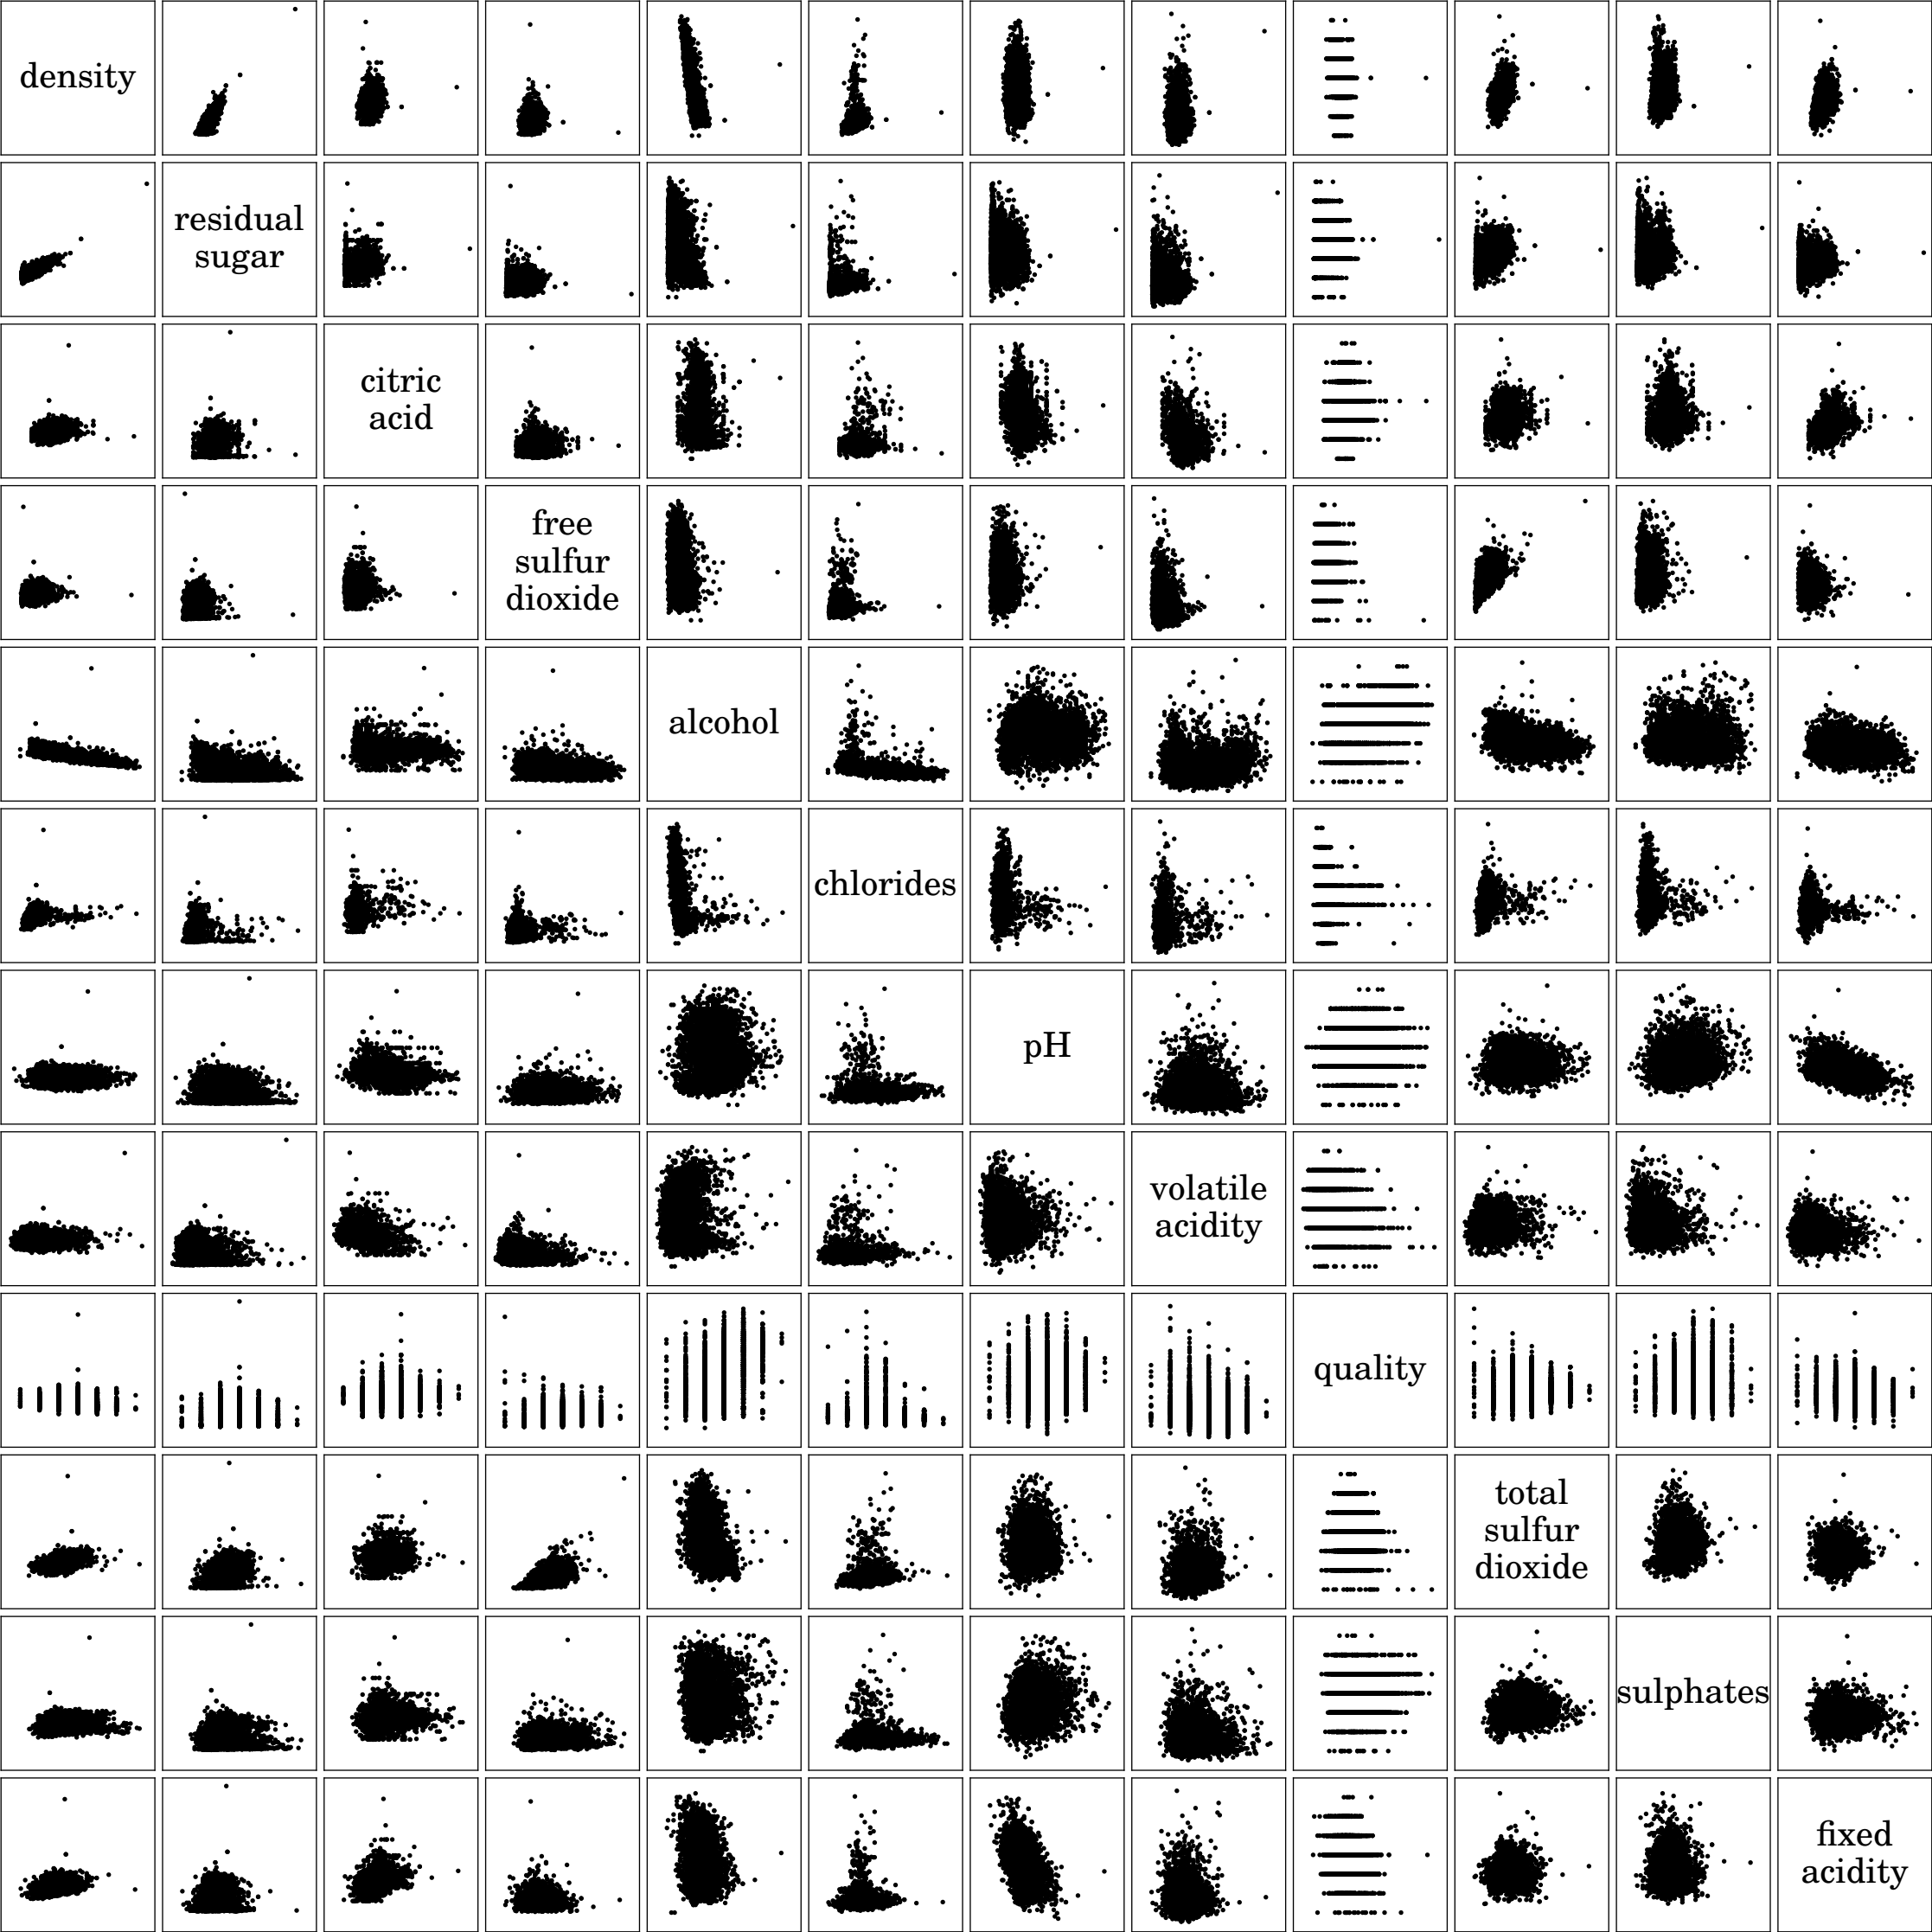 density
residual
sugar
citric
acid
free
sulfur
dioxide
alcohol
chlorides
pH
volatile
acidity
quality
total
sulfur
dioxide
sulphates
fixed
acidity